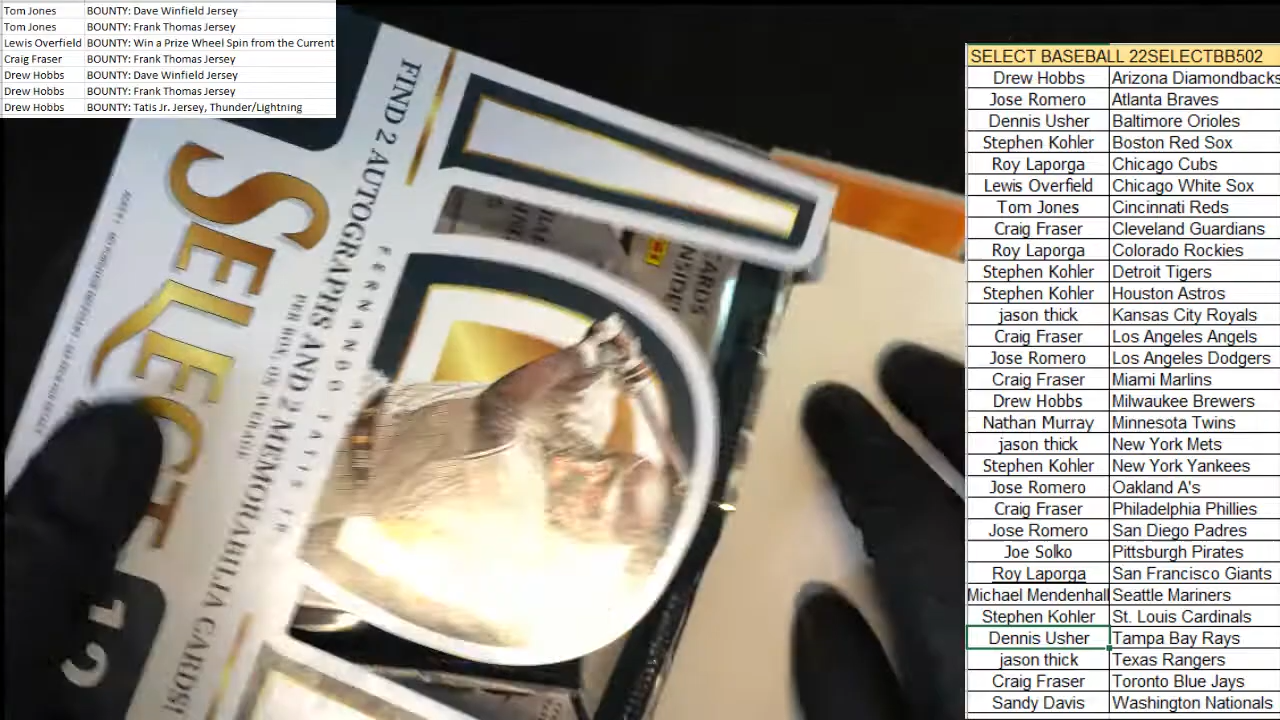 Tom Jones BOUNTY: Dave Winfield Jersey
Tom Jones BOUNTY: Frank Thomas Jersey
Lewis Overfield BOUNTY: Win a Prize Wheel Spin from the Current
Craig Fraser BOUNTY: Frank Thomas Jersey
Drew Hobbs BOUNTY: Dave Winfield Jersey
Drew Hobbs BOUNTY: Frank Thomas Jersey
Drew Hobbs BOUNTY: Tatis Jr. Jersey, Thunder/Lightning
SELECT
FIND 2 AUTOGRAPHS AND 2 MEMORABILIA CARDS!
PER BOX, ON AVERAGE
FERNANDO TATIS JR
CARDS
INSIDE
12
SELECT BASEBALL 22SELECTBB502
Drew Hobbs Arizona Diamondbacks
Jose Romero Atlanta Braves
Dennis Usher Baltimore Orioles
Stephen Kohler Boston Red Sox
Roy Laporga Chicago Cubs
Lewis Overfield Chicago White Sox
Tom Jones Cincinnati Reds
Craig Fraser Cleveland Guardians
Roy Laporga Colorado Rockies
Stephen Kohler Detroit Tigers
Stephen Kohler Houston Astros
jason thick Kansas City Royals
Craig Fraser Los Angeles Angels
Jose Romero Los Angeles Dodgers
Craig Fraser Miami Marlins
Drew Hobbs Milwaukee Brewers
Nathan Murray Minnesota Twins
jason thick New York Mets
Stephen Kohler New York Yankees
Jose Romero Oakland A's
Craig Fraser Philadelphia Phillies
Jose Romero San Diego Padres
Joe Solko Pittsburgh Pirates
Roy Laporga San Francisco Giants
Michael Mendenhall Seattle Mariners
Stephen Kohler St. Louis Cardinals
Dennis Usher Tampa Bay Rays
jason thick Texas Rangers
Craig Fraser Toronto Blue Jays
Sandy Davis Washington Nationals